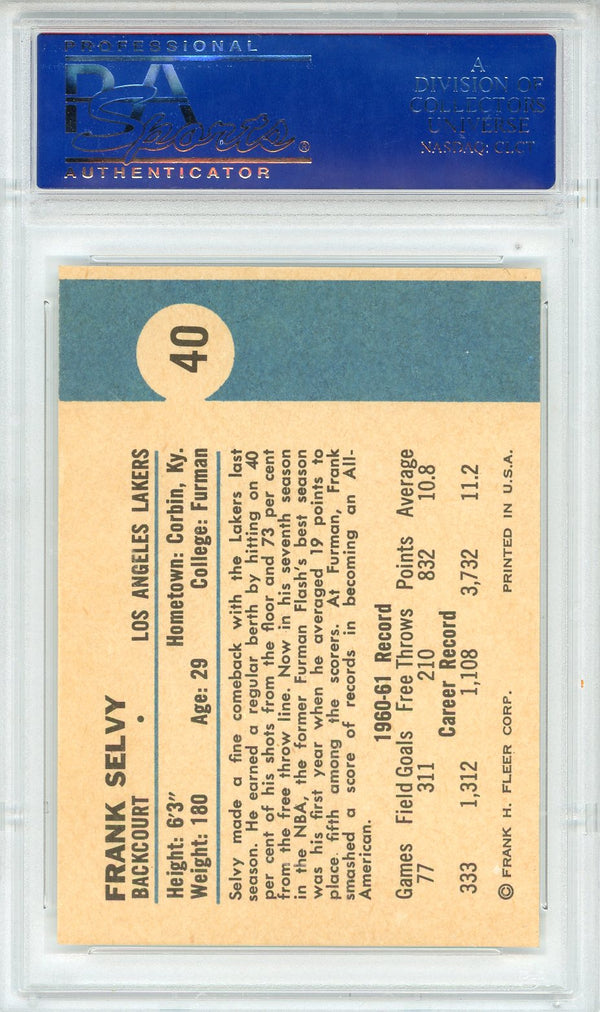 PROFESSIONAL
PSA
Sports®
AUTHENTICATOR
A
DIVISION OF
COLLECTORS
UNIVERSE
NASDAQ: CLCT
40
FRANK SELVY
BACKCOURT • LOS ANGELES LAKERS
Height: 6'3" Hometown: Corbin, Ky.
Weight: 180 Age: 29 College: Furman
Selvy made a fine comeback with the Lakers last
season. He earned a regular berth by hitting on 40
per cent of his shots from the floor and 73 per cent
from the free throw line. Now in his seventh season
in the NBA, the former Furman Flash's best season
was his first year when he averaged 19 points to
place fifth among the scorers. At Furman, Frank
smashed a score of records in becoming an All-
American.
1960-61 Record
Games Field Goals Free Throws Points Average
77 311 210 832 10.8
Career Record
333 1,312 1,108 3,732 11.2
© FRANK H. FLEER CORP. PRINTED IN U.S.A.